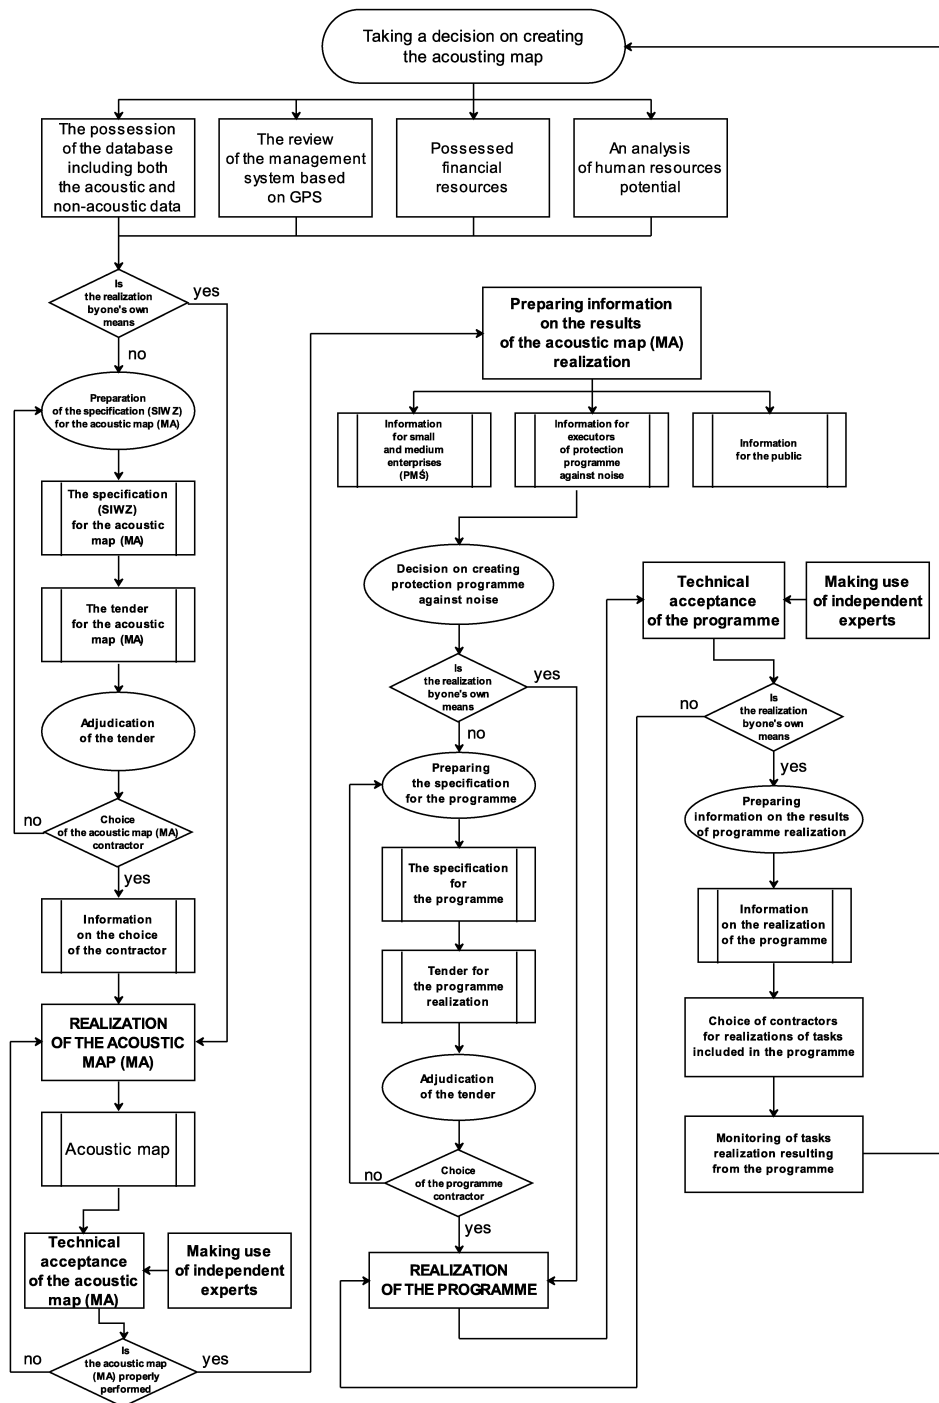 Taking a decision on creating
the acousting map
The possession
of the database
including both
the acoustic and
non-acoustic data
The review
of the management
system based
on GPS
Possessed
financial
resources
An analysis
of human resources
potential
Is
the realization
byone's own
means
yes
no
Preparation
of the specification (SIWZ)
for the acoustic map (MA)
The specification
(SIWZ)
for the acoustic
map (MA)
The tender
for the acoustic
map (MA)
Adjudication
of the tender
Choice
of the acoustic map (MA)
contractor
no
yes
Information
on the choice
of the contractor
REALIZATION
OF THE ACOUSTIC
MAP (MA)
Acoustic map
Technical
acceptance
of the acoustic
map (MA)
Making use
of independent
experts
Is
the acoustic map
(MA) properly
performed
no
yes
Preparing information
on the results
of the acoustic map (MA)
realization
Information
for small
and medium
enterprises
(PMŚ)
Information for
executors
of protection
programme
against noise
Information
for the public
Decision on creating
protection programme
against noise
Is
the realization
byone's own
means
yes
no
Preparing
the specification
for the programme
The specification
for
the programme
Tender for
the programme
realization
Adjudication
of the tender
Choice
of the programme
contractor
no
yes
REALIZATION
OF THE PROGRAMME
Technical
acceptance
of the programme
Making use
of independent
experts
Is
the realization
byone's own
means
no
yes
Preparing
information on the results
of programme realization
Information
on the realization
of the programme
Choice of contractors
for realizations of tasks
included in the programme
Monitoring of tasks
realization resulting
from the programme